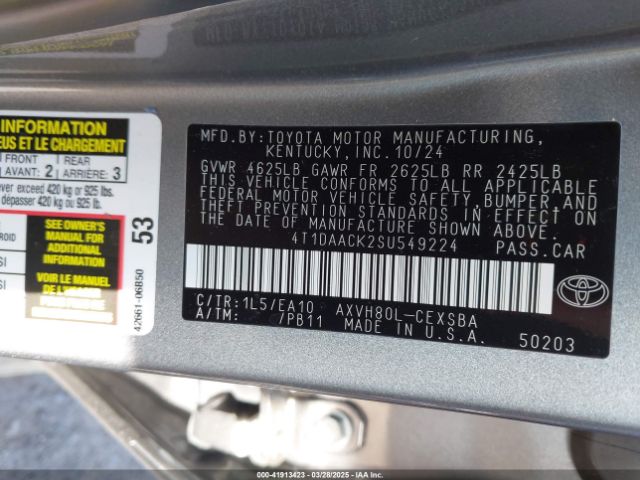 INFORMATION
EUS ET LE CHARGEMENT
FRONT
AVANT: 2
REAR
ARRIÈRE: 3
ver exceed 420 kg or 925 lbs.
dépasser 420 kg ou 925 lb.
SEE OWNER'S
MANUAL FOR
ADDITIONAL
INFORMATION
VOIR LE MANUEL
53
42661-06B50
MFD.BY:TOYOTA MOTOR MANUFACTURING,
KENTUCKY, INC. 10/24
GVWR 4625LB GAWR FR 2625LB RR 2425LB
THIS VEHICLE CONFORMS TO ALL APPLICABLE
FEDERAL MOTOR VEHICLE SAFETY, BUMPER, AND
THEFT PREVENTION STANDARDS IN EFFECT ON
THE DATE OF MANUFACTURE SHOWN ABOVE.
4T1DAACK2SU549224 PASS.CAR
C/TR:1L5/EA10 AXVH80L-CEXSBA
A/TM: /PB11 MADE IN U.S.A.
50203
TOYOTA
000-41913423 - 03/28/2025 - IAAI.COM